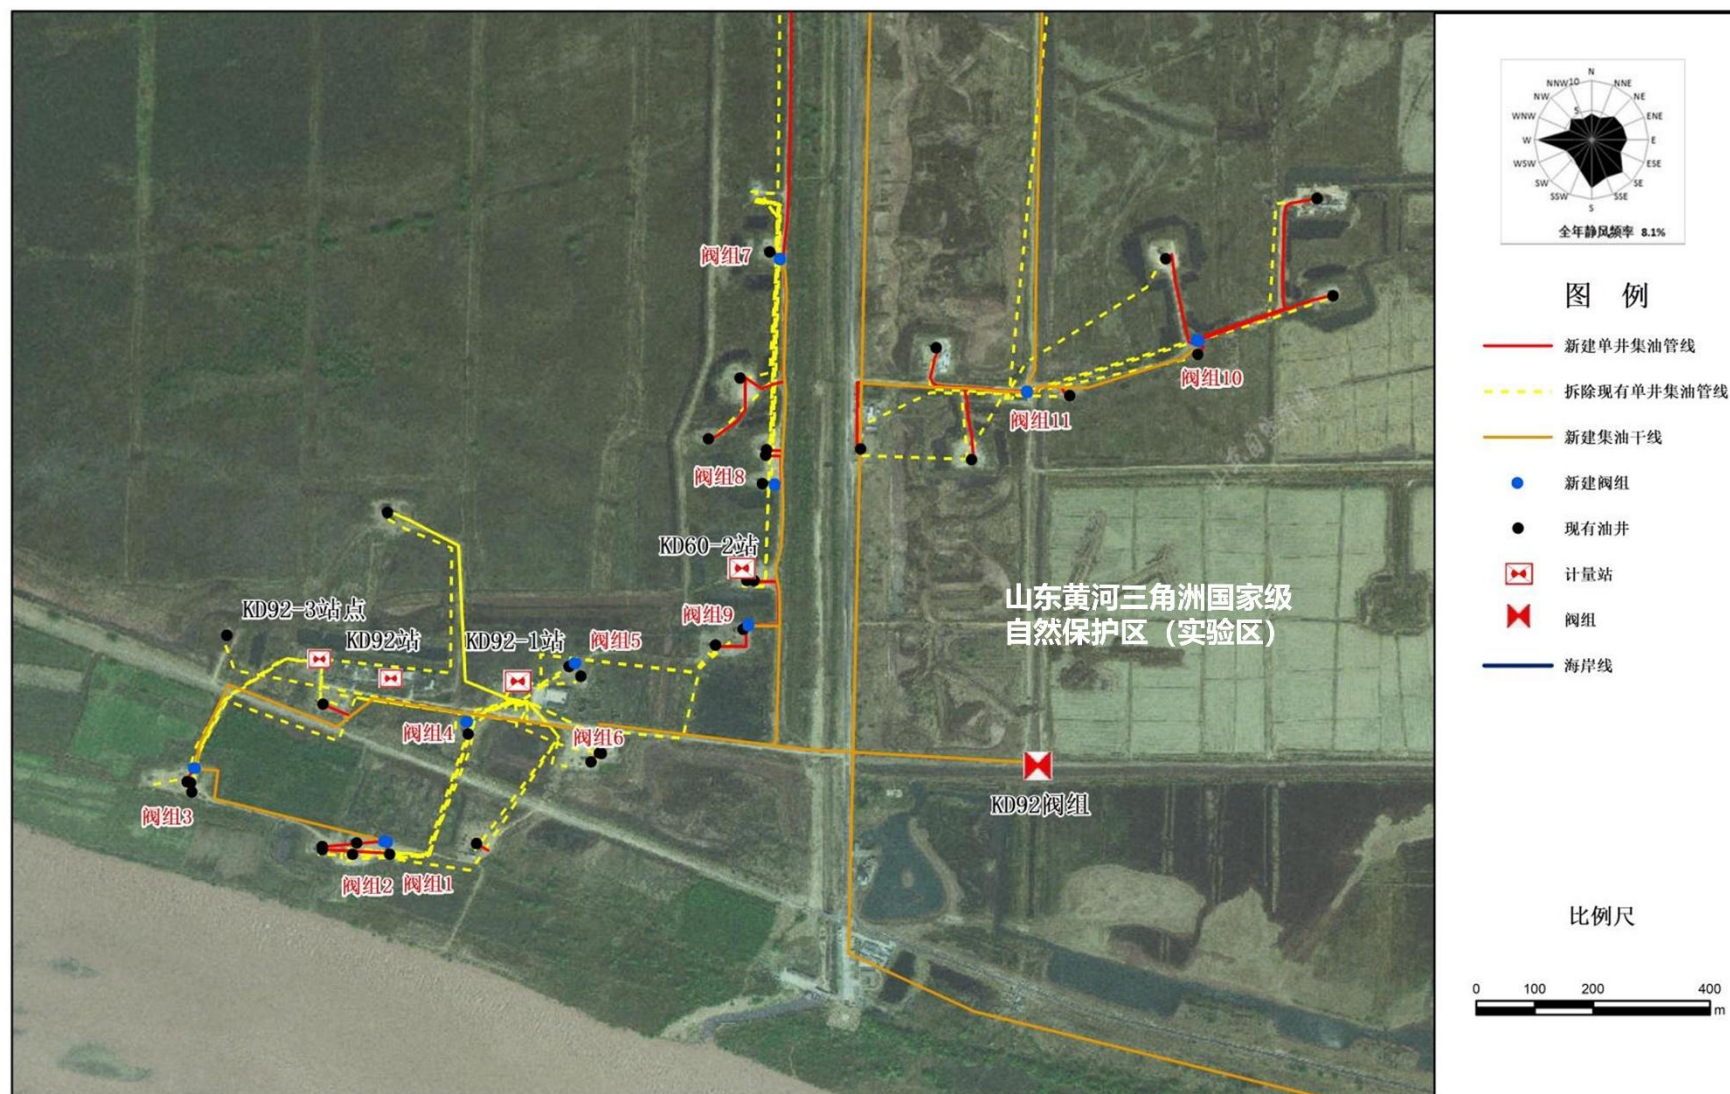 阀组7
阀组8
KD60-2站
阀组9
KD92-3站点
KD92站
KD92-1站
阀组5
阀组4
阀组6
阀组3
阀组2
阀组1
阀组10
阀组11
山东黄河三角洲国家级
自然保护区（实验区）
KD92阀组
N
NNE
NE
ENE
E
ESE
SE
SSE
S
SSW
SW
WSW
W
WNW
NW
NNW
10
5
全年静风频率 8.1%
图 例
新建单井集油管线
拆除现有单井集油管线
新建集油干线
新建阀组
现有油井
计量站
阀组
海岸线
比例尺
0 100 200 400
m